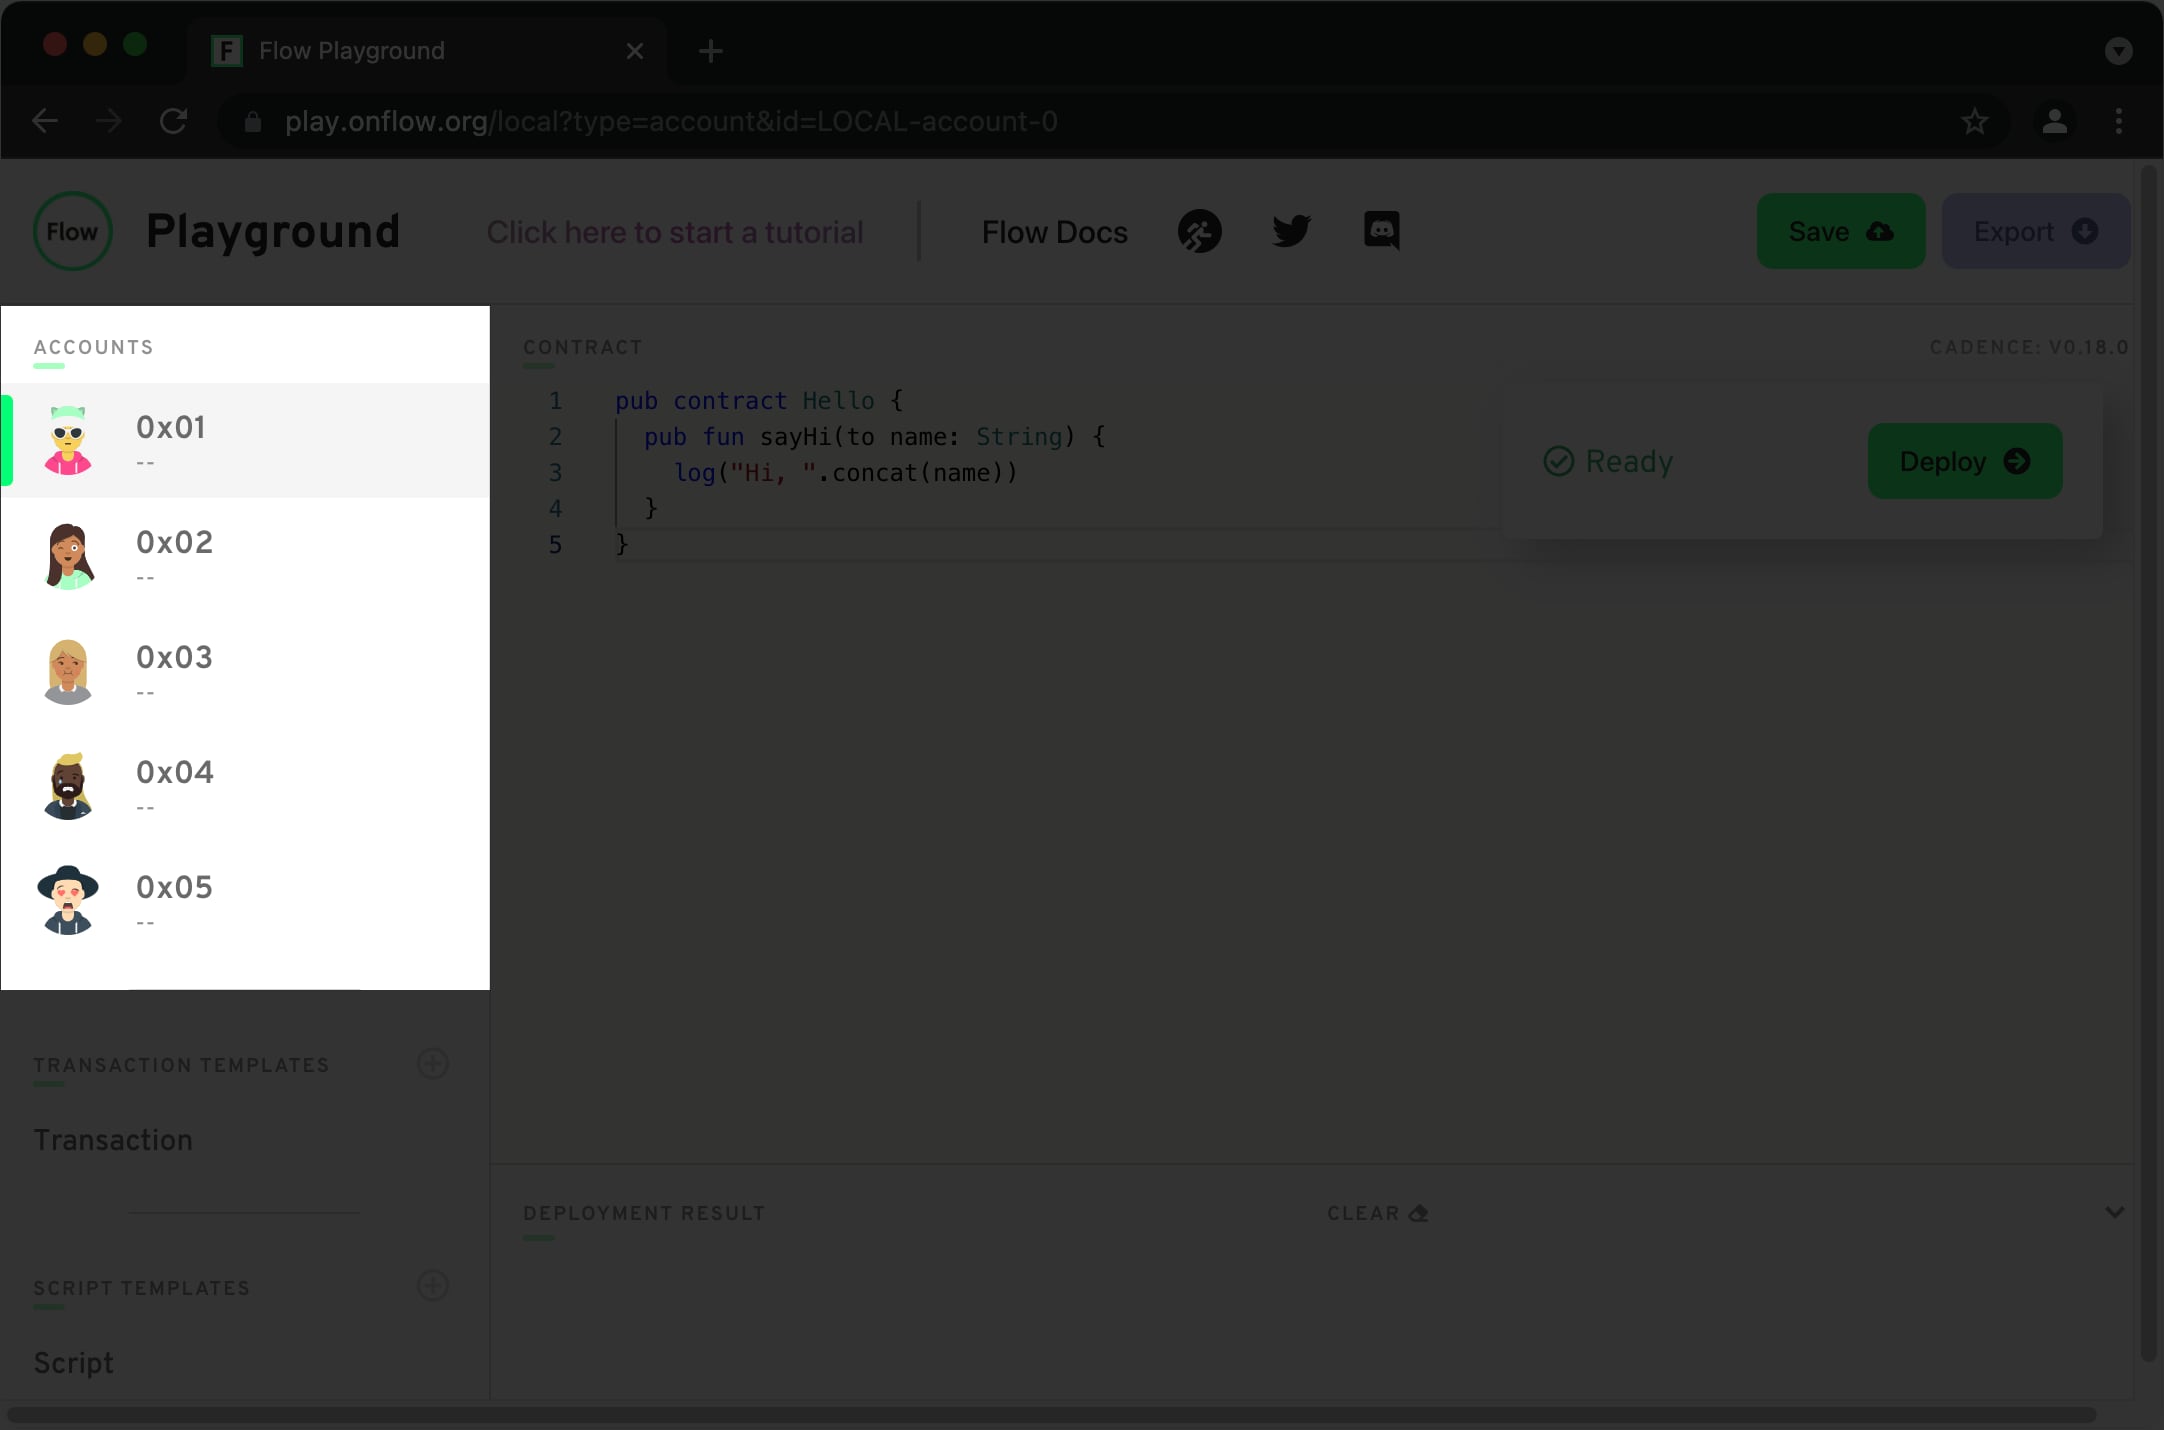 Flow Playground
play.onflow.org/local?type=account&id=LOCAL-account-0
Flow
Playground
Click here to start a tutorial
Flow Docs
Save
Export
ACCOUNTS
0x01
--
0x02
--
0x03
--
0x04
--
0x05
--
TRANSACTION TEMPLATES
Transaction
SCRIPT TEMPLATES
Script
CONTRACT
CADENCE: V0.18.0
1 pub contract Hello {
2 pub fun sayHi(to name: String) {
3 log("Hi, ".concat(name))
4 }
5 }
Ready
Deploy
DEPLOYMENT RESULT
CLEAR